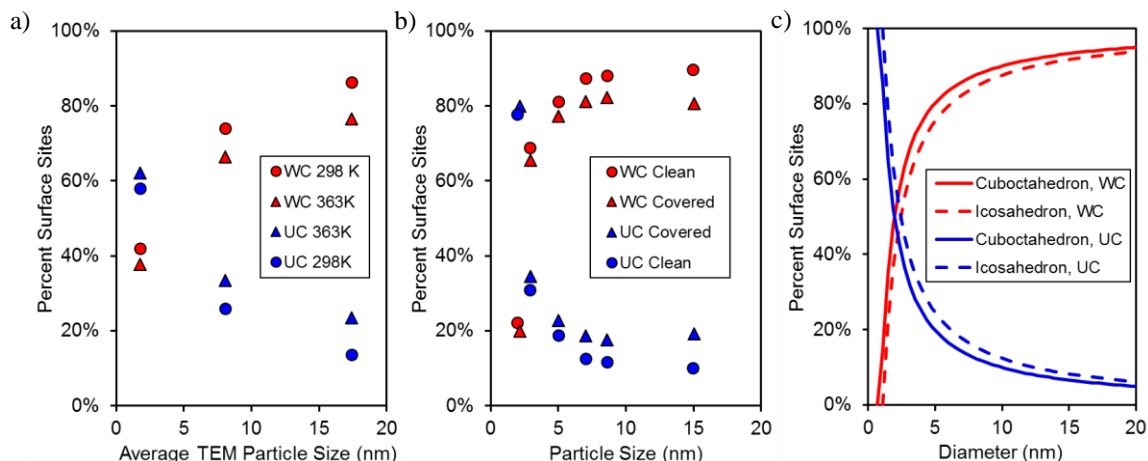 a)
100%
80%
60%
40%
20%
0%
Percent Surface Sites
WC 298 K
WC 363K
UC 363K
UC 298K
0 5 10 15 20
Average TEM Particle Size (nm)
b)
100%
80%
60%
40%
20%
0%
Percent Surface Sites
WC Clean
WC Covered
UC Covered
UC Clean
0 5 10 15 20
Particle Size (nm)
c)
100%
80%
60%
40%
20%
0%
Percent Surface Sites
Cuboctahedron, WC
Icosahedron, WC
Cuboctahedron, UC
Icosahedron, UC
0 5 10 15 20
Diameter (nm)